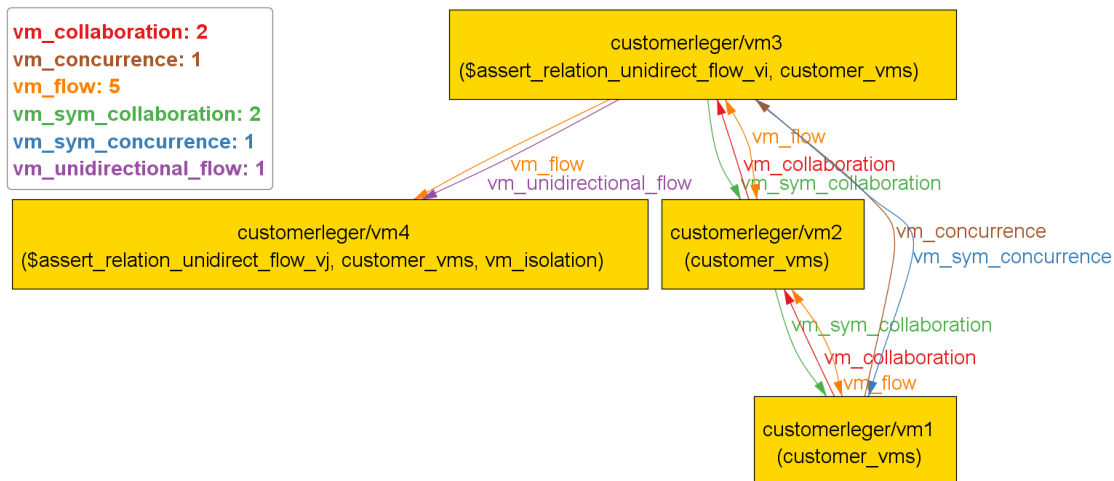 vm_collaboration: 2
vm_concurrence: 1
vm_flow: 5
vm_sym_collaboration: 2
vm_sym_concurrence: 1
vm_unidirectional_flow: 1
customerleger/vm3
($assert_relation_unidirect_flow_vi, customer_vms)
vm_flow
vm_collaboration
vm_sym_collaboration
vm_flow
vm_unidirectional_flow
customerleger/vm4
($assert_relation_unidirect_flow_vj, customer_vms, vm_isolation)
customerleger/vm2
(customer_vms)
vm_concurrence
vm_sym_concurrence
vm_sym_collaboration
vm_collaboration
vm_flow
customerleger/vm1
(customer_vms)